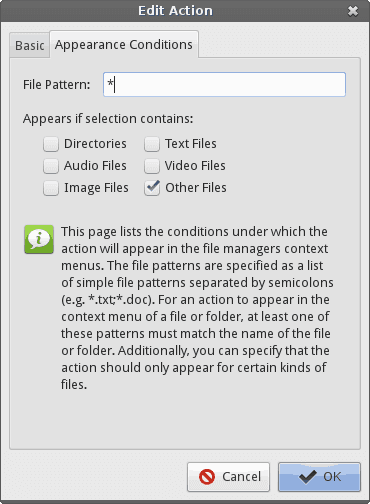 Edit Action
Basic
Appearance Conditions
File Pattern: *
Appears if selection contains:
Directories
Text Files
Audio Files
Video Files
Image Files
Other Files
This page lists the conditions under which the
action will appear in the file managers context
menus. The file patterns are specified as a list
of simple file patterns separated by semicolons
(e.g. *.txt;*.doc). For an action to appear in the
context menu of a file or folder, at least one of
these patterns must match the name of the file
or folder. Additionally, you can specify that the
action should only appear for certain kinds of
files.
Cancel
OK